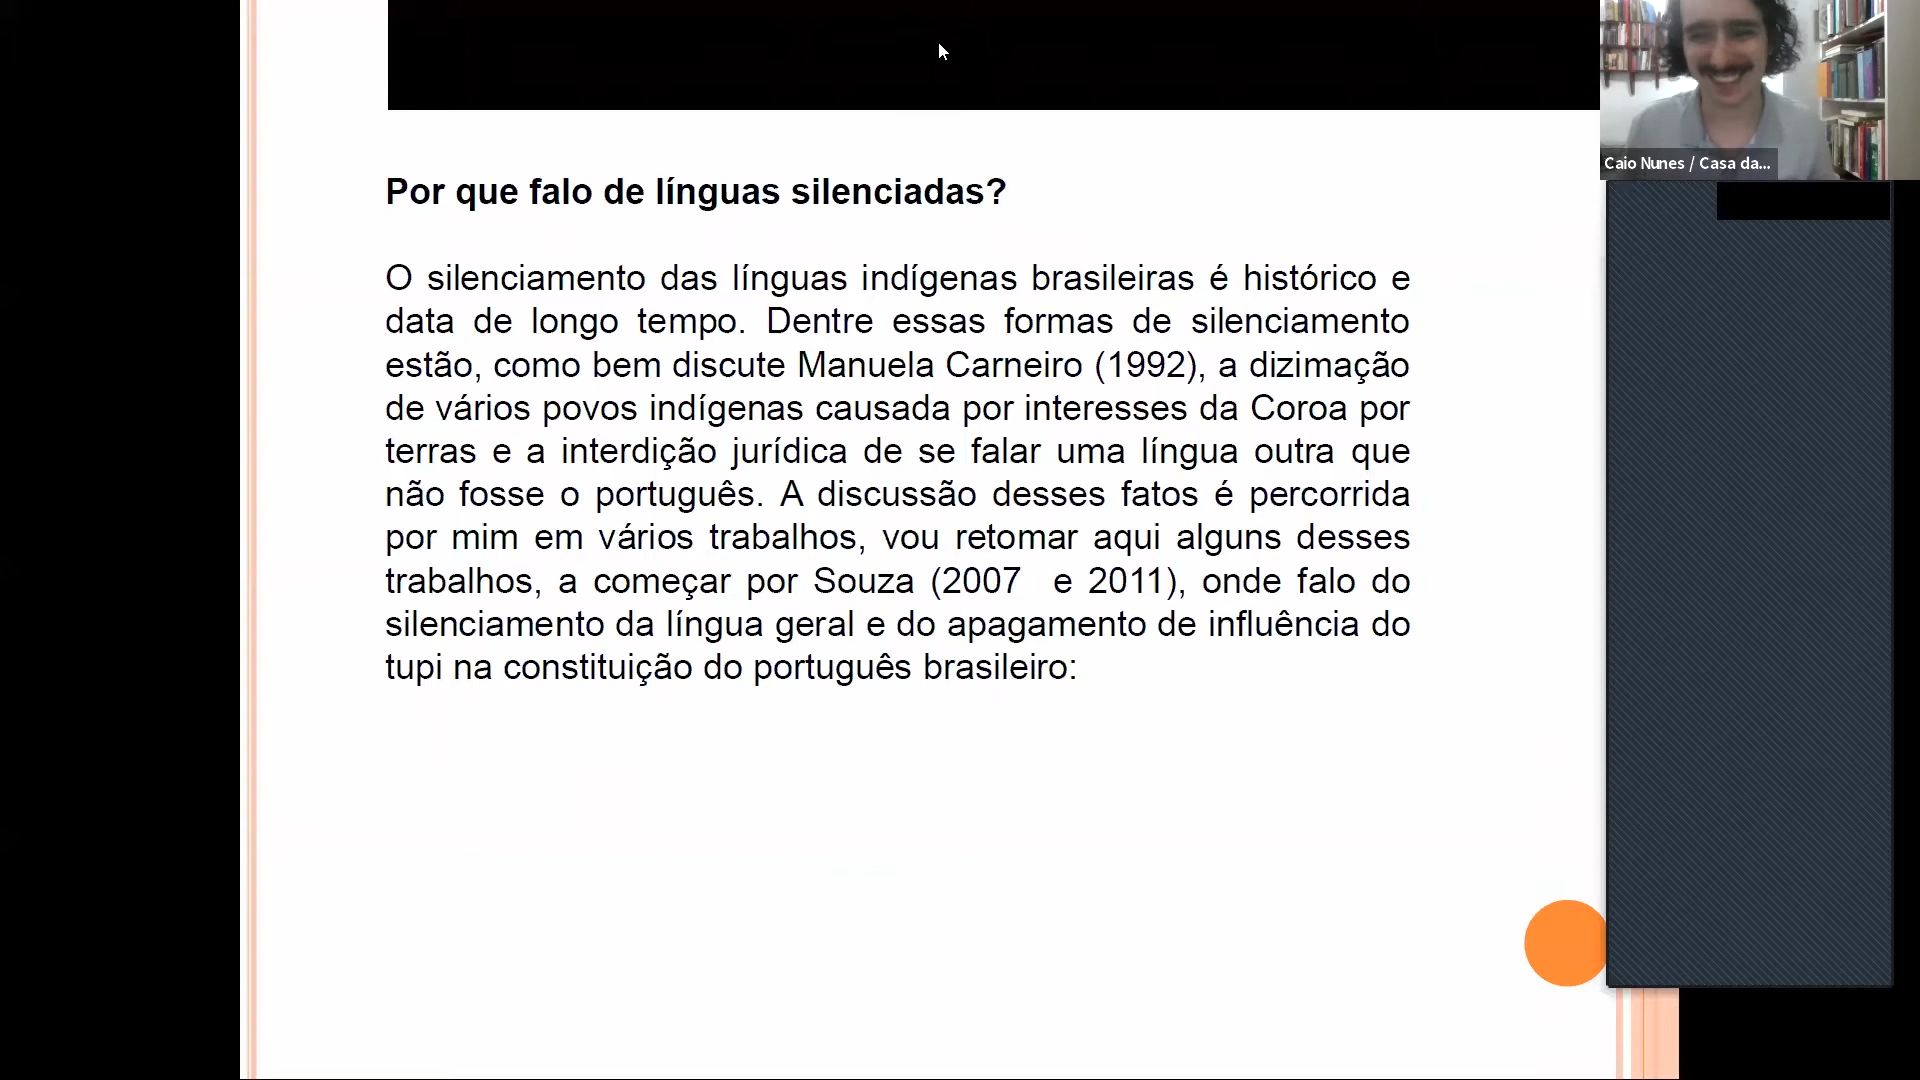 Por que falo de línguas silenciadas?
O silenciamento das línguas indígenas brasileiras é histórico e
data de longo tempo. Dentre essas formas de silenciamento
estão, como bem discute Manuela Carneiro (1992), a dizimação
de vários povos indígenas causada por interesses da Coroa por
terras e a interdição jurídica de se falar uma língua outra que
não fosse o português. A discussão desses fatos é percorrida
por mim em vários trabalhos, vou retomar aqui alguns desses
trabalhos, a começar por Souza (2007 e 2011), onde falo do
silenciamento da língua geral e do apagamento de influência do
tupi na constituição do português brasileiro:
Caio Nunes / Casa da...